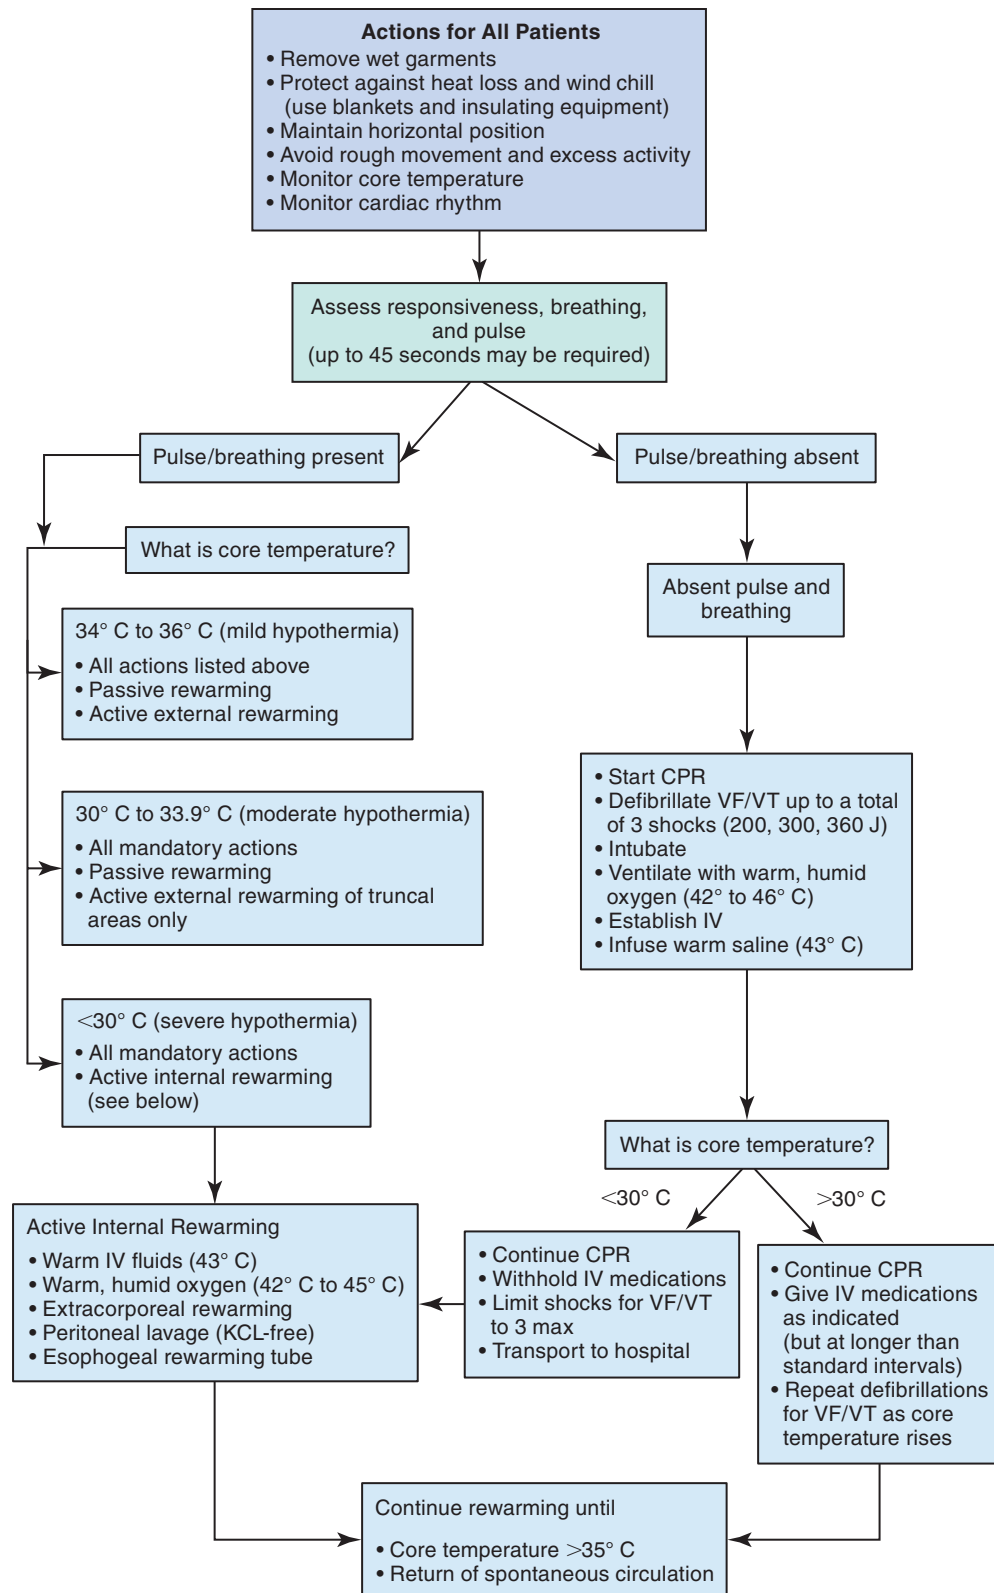 Actions for All Patients
• Remove wet garments
• Protect against heat loss and wind chill
(use blankets and insulating equipment)
• Maintain horizontal position
• Avoid rough movement and excess activity
• Monitor core temperature
• Monitor cardiac rhythm
Assess responsiveness, breathing,
and pulse
(up to 45 seconds may be required)
Pulse/breathing present
What is core temperature?
34° C to 36° C (mild hypothermia)
• All actions listed above
• Passive rewarming
• Active external rewarming
30° C to 33.9° C (moderate hypothermia)
• All mandatory actions
• Passive rewarming
• Active external rewarming of truncal
areas only
<30° C (severe hypothermia)
• All mandatory actions
• Active internal rewarming
(see below)
Active Internal Rewarming
• Warm IV fluids (43° C)
• Warm, humid oxygen (42° C to 45° C)
• Extracorporeal rewarming
• Peritoneal lavage (KCL-free)
• Esophogeal rewarming tube
Pulse/breathing absent
Absent pulse and
breathing
• Start CPR
• Defibrillate VF/VT up to a total
of 3 shocks (200, 300, 360 J)
• Intubate
• Ventilate with warm, humid
oxygen (42° to 46° C)
• Establish IV
• Infuse warm saline (43° C)
What is core temperature?
<30° C
• Continue CPR
• Withhold IV medications
• Limit shocks for VF/VT
to 3 max
• Transport to hospital
>30° C
• Continue CPR
• Give IV medications
as indicated
(but at longer than
standard intervals)
• Repeat defibrillations
for VF/VT as core
temperature rises
Continue rewarming until
• Core temperature >35° C
• Return of spontaneous circulation